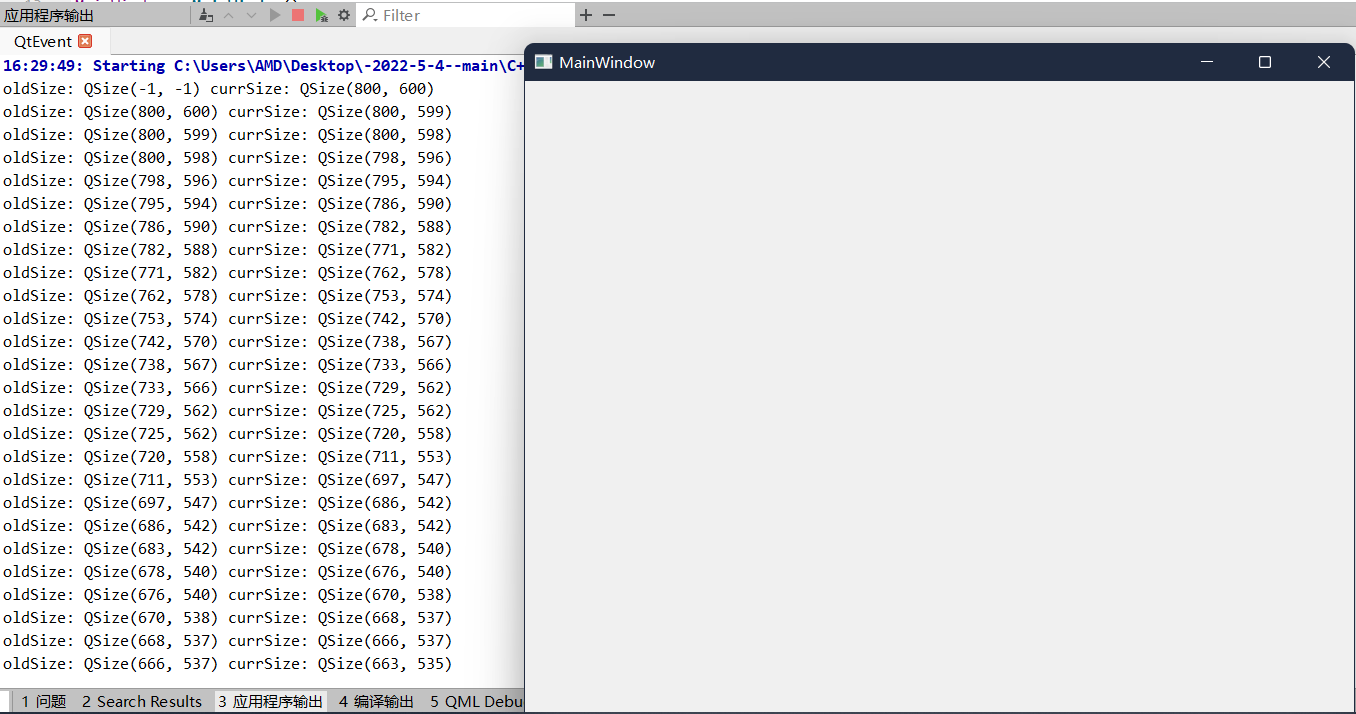 应用程序输出
Filter
QtEvent
MainWindow
16:29:49: Starting C:\Users\AMD\Desktop\-2022-5-4--main\C+
oldSize: QSize(-1, -1) currSize: QSize(800, 600)
oldSize: QSize(800, 600) currSize: QSize(800, 599)
oldSize: QSize(800, 599) currSize: QSize(800, 598)
oldSize: QSize(800, 598) currSize: QSize(798, 596)
oldSize: QSize(798, 596) currSize: QSize(795, 594)
oldSize: QSize(795, 594) currSize: QSize(786, 590)
oldSize: QSize(786, 590) currSize: QSize(782, 588)
oldSize: QSize(782, 588) currSize: QSize(771, 582)
oldSize: QSize(771, 582) currSize: QSize(762, 578)
oldSize: QSize(762, 578) currSize: QSize(753, 574)
oldSize: QSize(753, 574) currSize: QSize(742, 570)
oldSize: QSize(742, 570) currSize: QSize(738, 567)
oldSize: QSize(738, 567) currSize: QSize(733, 566)
oldSize: QSize(733, 566) currSize: QSize(729, 562)
oldSize: QSize(729, 562) currSize: QSize(725, 562)
oldSize: QSize(725, 562) currSize: QSize(720, 558)
oldSize: QSize(720, 558) currSize: QSize(711, 553)
oldSize: QSize(711, 553) currSize: QSize(697, 547)
oldSize: QSize(697, 547) currSize: QSize(686, 542)
oldSize: QSize(686, 542) currSize: QSize(683, 542)
oldSize: QSize(683, 542) currSize: QSize(678, 540)
oldSize: QSize(678, 540) currSize: QSize(676, 540)
oldSize: QSize(676, 540) currSize: QSize(670, 538)
oldSize: QSize(670, 538) currSize: QSize(668, 537)
oldSize: QSize(668, 537) currSize: QSize(666, 537)
oldSize: QSize(666, 537) currSize: QSize(663, 535)
1 问题 2 Search Results 3 应用程序输出 4 编译输出 5 QML Debu